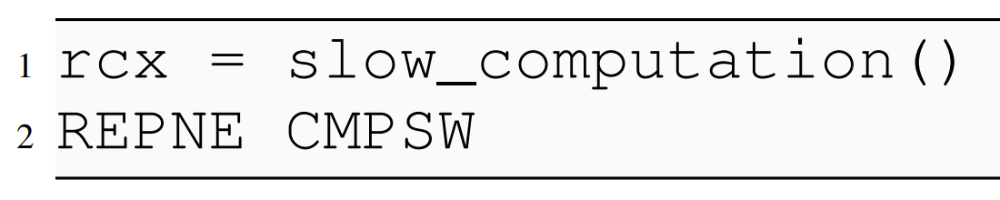 1 rcx = slow_computation()
2 REPNE CMPSW